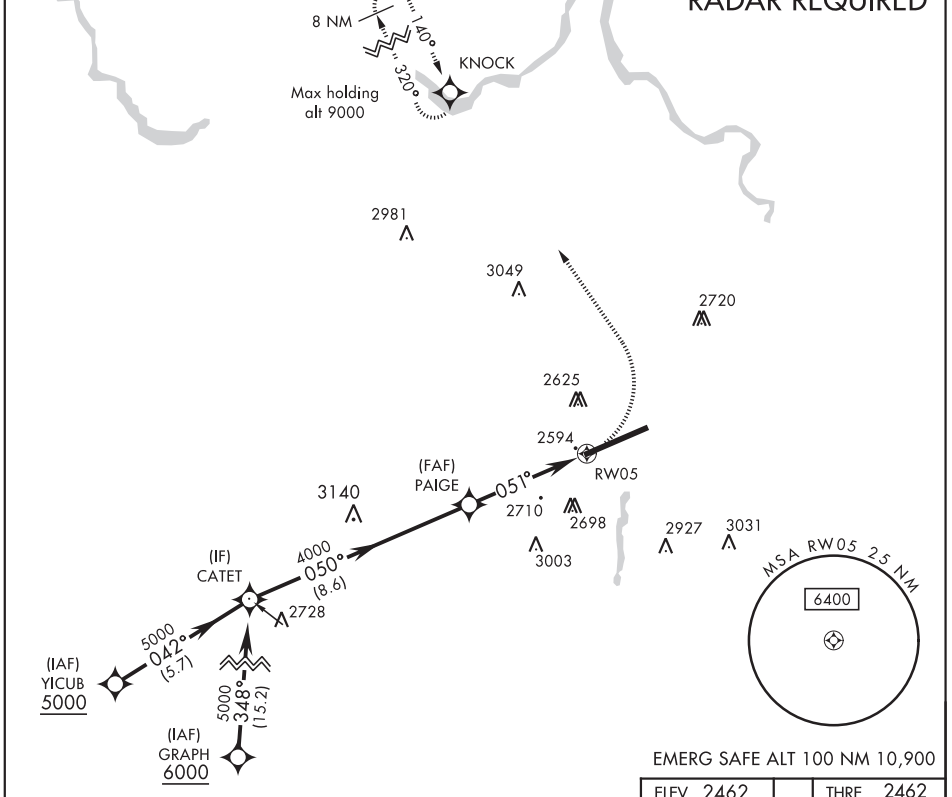 RADAR REQUIRED
8 NM
140°
320°
KNOCK
Max holding
alt 9000
2981
3049
2720
2625
2594
(FAF)
PAIGE
051°
RW05
3140
2710
2698
3003
2927
3031
(IF)
CATET
4000
050°
(8.6)
2728
MSA RW05 25 NM
6400
5000
042°
(5.7)
(IAF)
YICUB
5000
5000
348°
(15.2)
(IAF)
GRAPH
6000
EMERG SAFE ALT 100 NM 10,900
ELEV 2462
THRE 2462